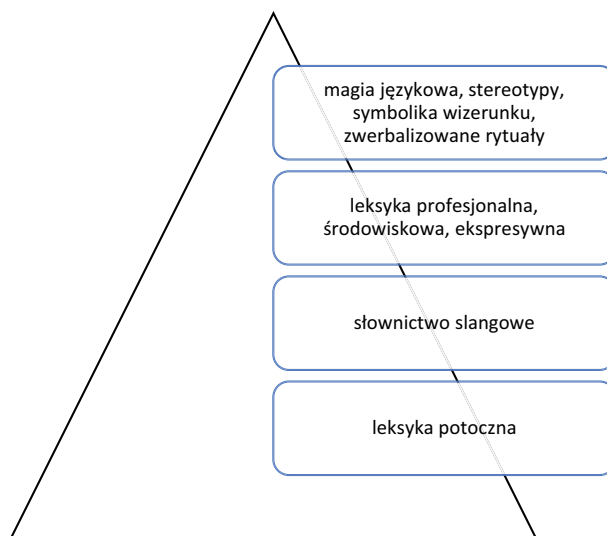 magia językowa, stereotypy,
symbolika wizerunku,
zwerbalizowane rytuały
leksyka profesjonalna,
środowiskowa, ekspresywna
słownictwo slangowe
leksyka potoczna